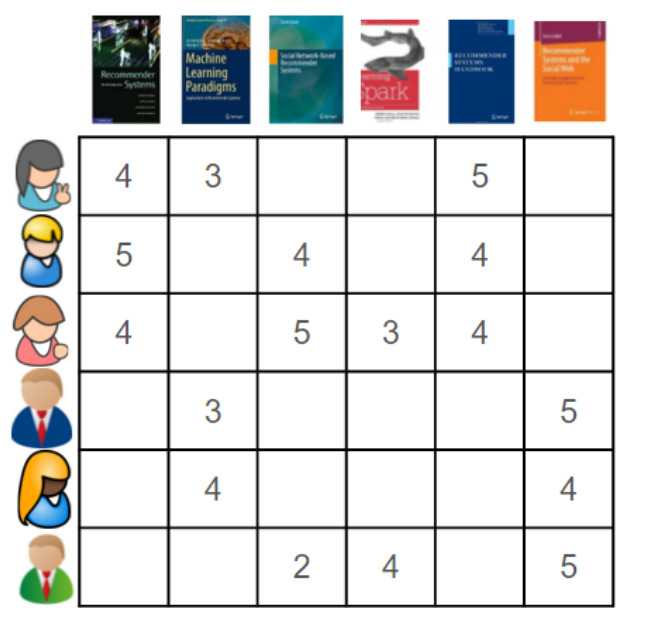 Recommender
Systems
Machine
Learning
Paradigms
Social Network-Based
Recommender
Systems
Spark
RECOMMENDER
SYSTEMS
HANDBOOK
Recommender
Systems and the
Social Web
4 3 5
5 4 4
4 5 3 4
3 5
4 4
2 4 5